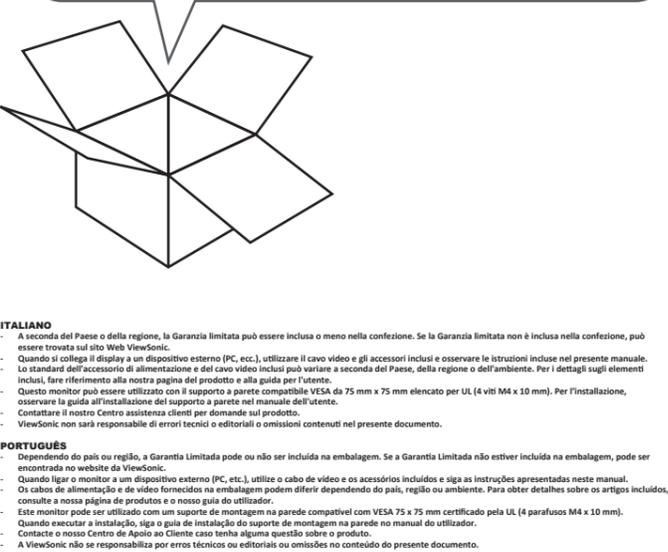 ITALIANO
- A seconda del Paese o della regione, la Garanzia limitata può essere inclusa o meno nella confezione. Se la Garanzia limitata non è inclusa nella confezione, può
essere trovata sul sito Web ViewSonic.
- Quando si collega il display a un dispositivo esterno (PC, ecc.), utilizzare il cavo video e gli accessori inclusi e osservare le istruzioni incluse nel presente manuale.
- Lo standard dell'accessorio di alimentazione e del cavo video inclusi può variare a seconda del Paese, della regione o dell'ambiente. Per i dettagli sugli elementi
inclusi, fare riferimento alla nostra pagina del prodotto e alla guida per l'utente.
- Questo monitor può essere utilizzato con il supporto a parete compatibile VESA da 75 mm x 75 mm elencato per UL (4 viti M4 x 10 mm). Per l'installazione,
osservare la guida all'installazione del supporto a parete nel manuale dell'utente.
- Contattare il nostro Centro assistenza clienti per domande sul prodotto.
- ViewSonic non sarà responsabile di errori tecnici o editoriali o omissioni contenuti nel presente documento.
PORTUGUÊS
- Dependendo do país ou região, a Garantia Limitada pode ou não ser incluída na embalagem. Se a Garantia Limitada não estiver incluída na embalagem, pode ser
encontrada no website da ViewSonic.
- Quando ligar o monitor a um dispositivo externo (PC, etc.), utilize o cabo de vídeo e os acessórios incluídos e siga as instruções apresentadas neste manual.
- Os cabos de alimentação e de vídeo fornecidos na embalagem podem diferir dependendo do país, região ou ambiente. Para obter detalhes sobre os artigos incluídos,
consulte a nossa página de produtos e o nosso guia do utilizador.
- Este monitor pode ser utilizado com um suporte de montagem na parede compatível com VESA 75 x 75 mm certificado pela UL (4 parafusos M4 x 10 mm).
Quando executar a instalação, siga o guia de instalação do suporte de montagem na parede no manual do utilizador.
- Contacte o nosso Centro de Apoio ao Cliente caso tenha alguma questão sobre o produto.
- A ViewSonic não se responsabiliza por erros técnicos ou editoriais ou omissões no conteúdo do presente documento.